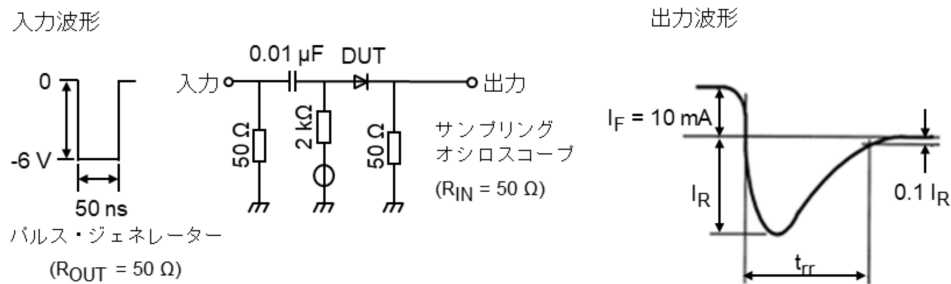 入力波形
0
-6 V
50 ns
パルス・ジェネレーター
(ROUT = 50 Ω)
入力
0.01 µF
DUT
出力
50 Ω
2 kΩ
50 Ω
サンプリング
オシロスコープ
(RIN = 50 Ω)
出力波形
IF = 10 mA
IR
0.1 IR
trr